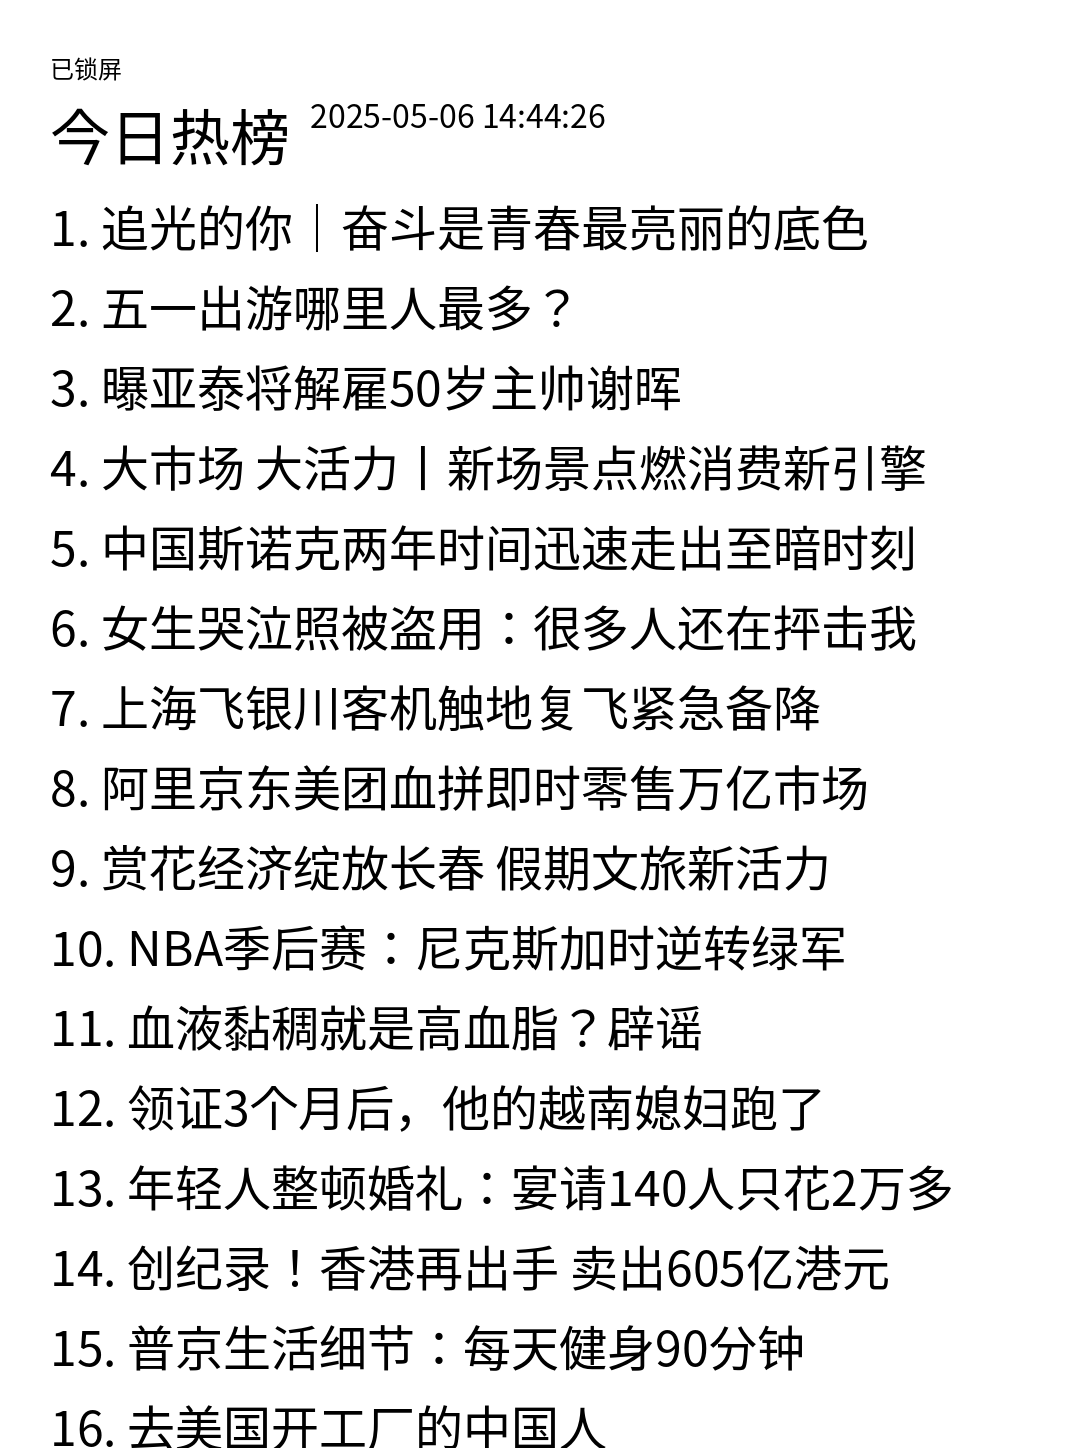 已锁屏
今日热榜 2025-05-06 14:44:26
1. 追光的你｜奋斗是青春最亮丽的底色
2. 五一出游哪里人最多？
3. 曝亚泰将解雇50岁主帅谢晖
4. 大市场 大活力丨新场景点燃消费新引擎
5. 中国斯诺克两年时间迅速走出至暗时刻
6. 女生哭泣照被盗用：很多人还在抨击我
7. 上海飞银川客机触地复飞紧急备降
8. 阿里京东美团血拼即时零售万亿市场
9. 赏花经济绽放长春 假期文旅新活力
10. NBA季后赛：尼克斯加时逆转绿军
11. 血液黏稠就是高血脂？辟谣
12. 领证3个月后，他的越南媳妇跑了
13. 年轻人整顿婚礼：宴请140人只花2万多
14. 创纪录！香港再出手 卖出605亿港元
15. 普京生活细节：每天健身90分钟
16. 去美国开工厂的中国人